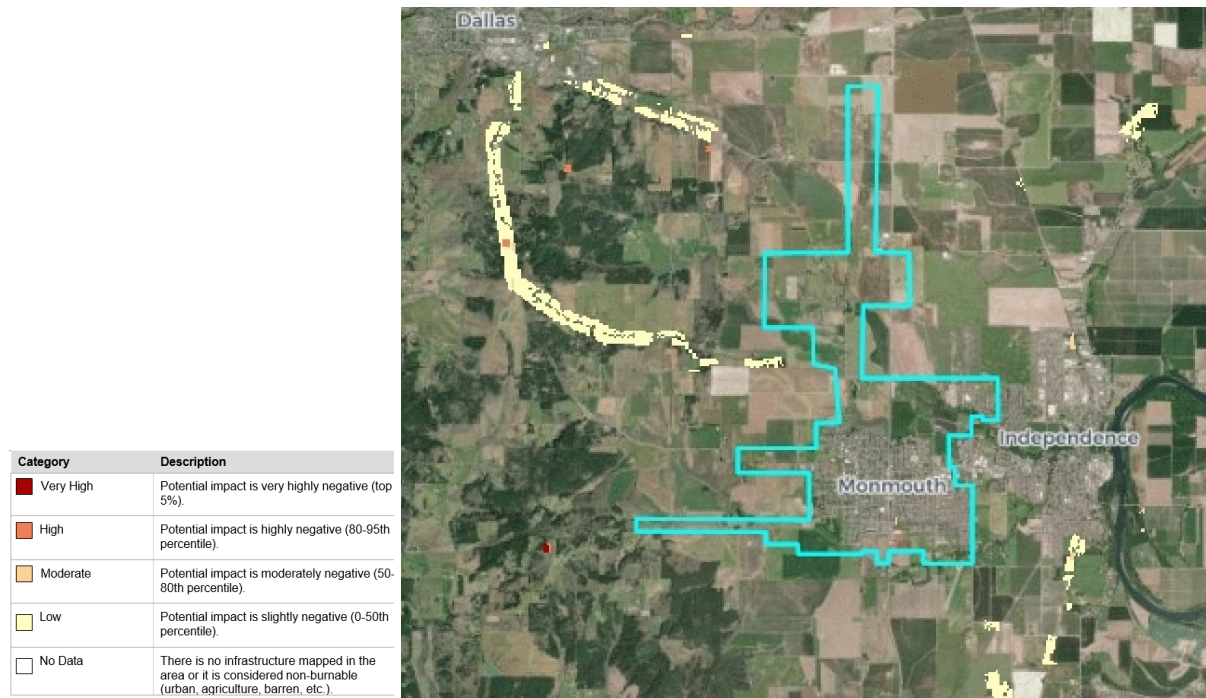 Dallas
Independence
Monmouth
Category Description
Very High Potential impact is very highly negative (top
5%).
High Potential impact is highly negative (80-95th
percentile).
Moderate Potential impact is moderately negative (50-
80th percentile).
Low Potential impact is slightly negative (0-50th
percentile).
No Data There is no infrastructure mapped in the
area or it is considered non-burnable
(urban, agriculture, barren, etc.).